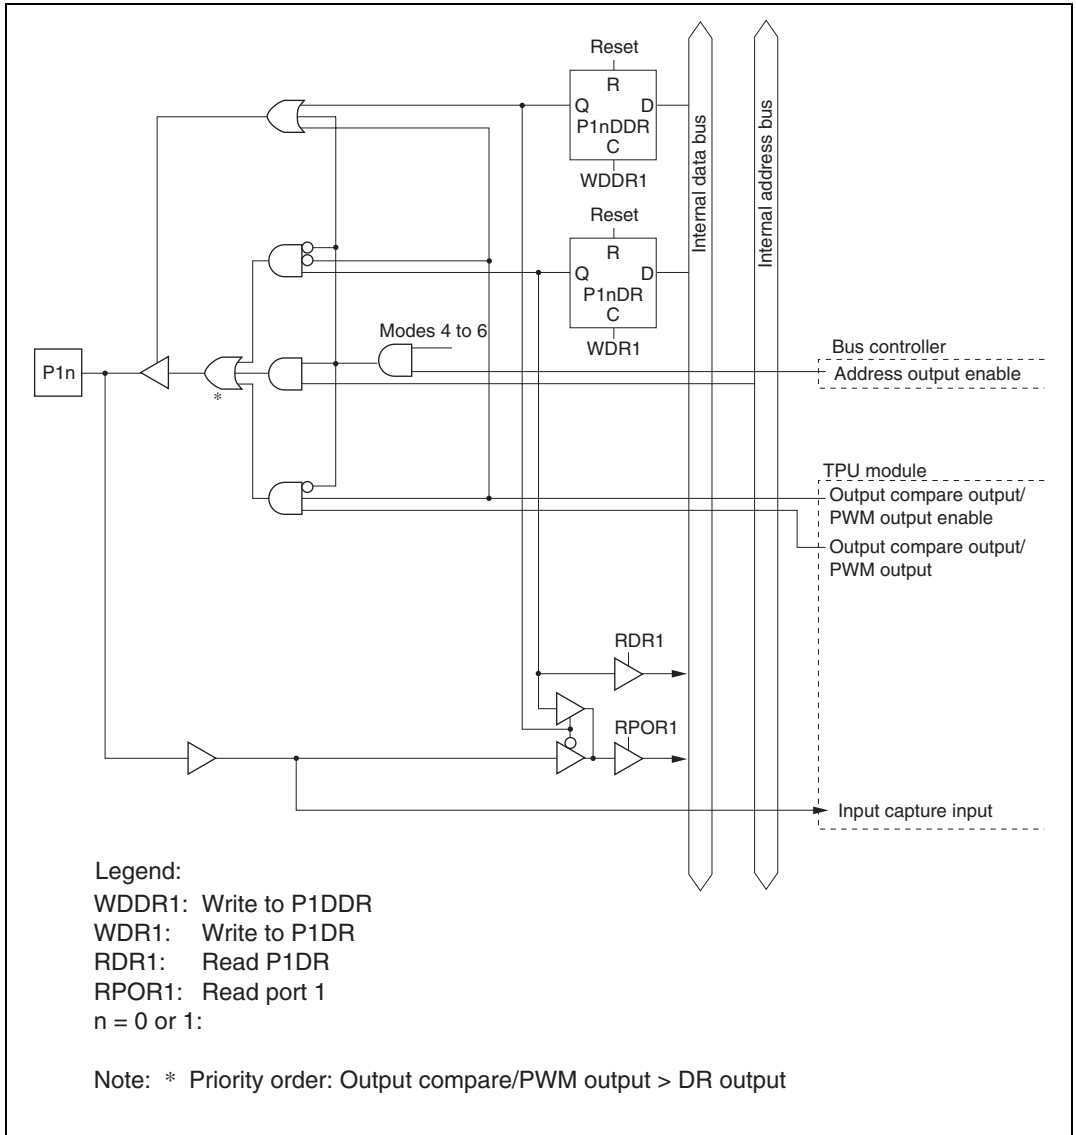 Reset
R
Q D
P1nDDR
C
WDDR1
Reset
R
Q D
P1nDR
C
WDR1
Internal data bus
Internal address bus
Modes 4 to 6
P1n
*
Bus controller
Address output enable
TPU module
Output compare output/
PWM output enable
Output compare output/
PWM output
RDR1
RPOR1
Input capture input
Legend:
WDDR1: Write to P1DDR
WDR1: Write to P1DR
RDR1: Read P1DR
RPOR1: Read port 1
n = 0 or 1:
Note: * Priority order: Output compare/PWM output > DR output